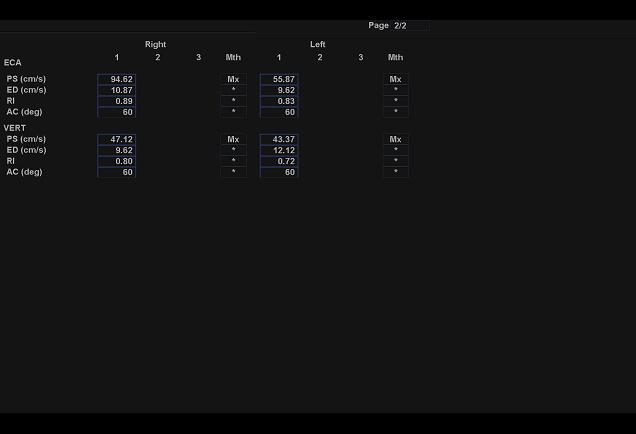 Page 2/2
Right Left
1 2 3 Mth 1 2 3 Mth
ECA
PS (cm/s) 94.62 Mx 55.87 Mx
ED (cm/s) 10.87 * 9.62 *
RI 0.89 * 0.83 *
AC (deg) 60 * 60 *
VERT
PS (cm/s) 47.12 Mx 43.37 Mx
ED (cm/s) 9.62 * 12.12 *
RI 0.80 * 0.72 *
AC (deg) 60 * 60 *